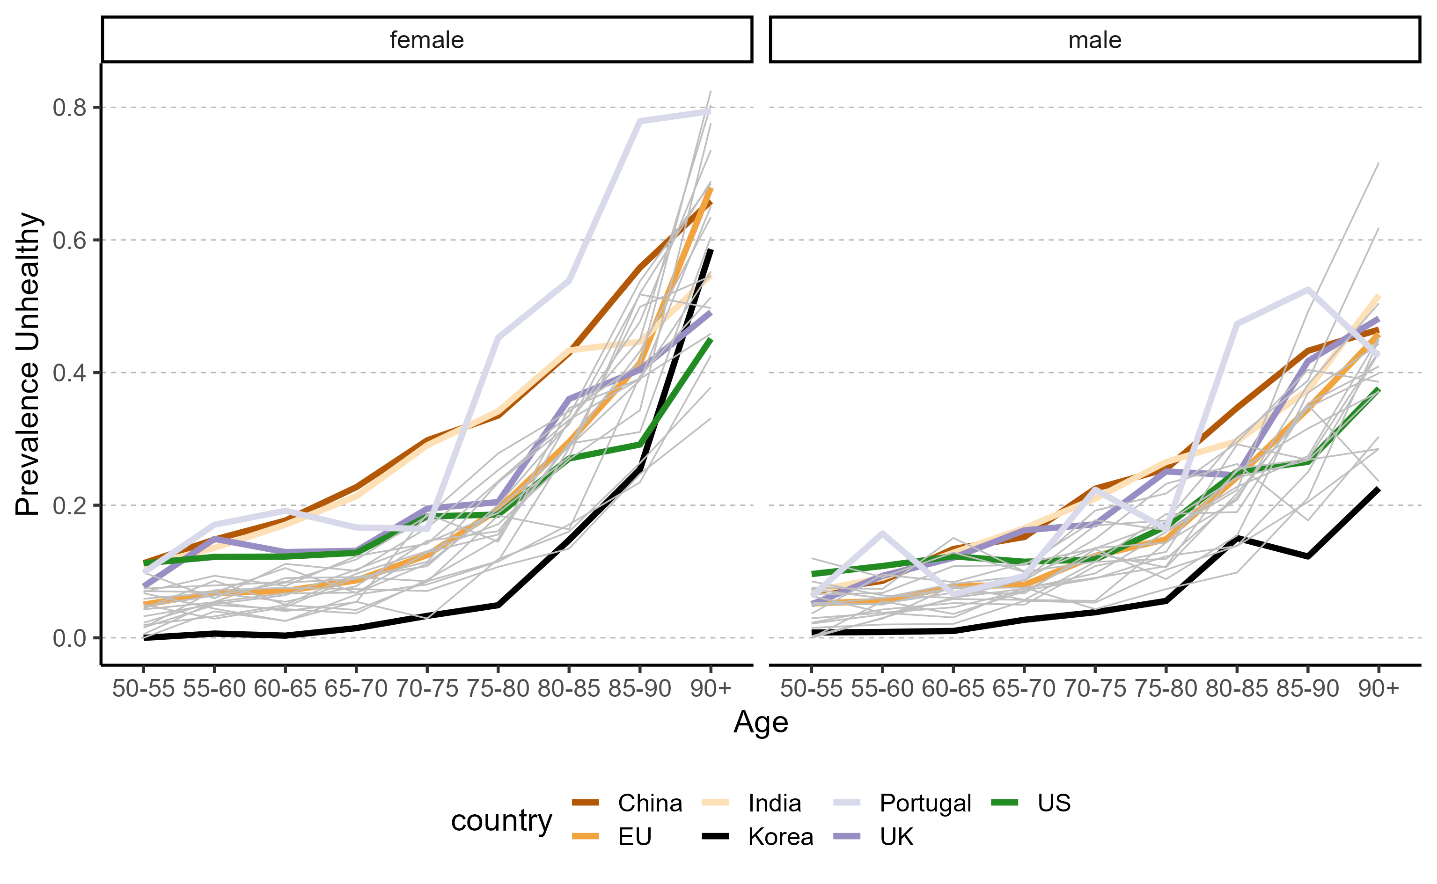 female male
Prevalence Unhealthy
0.8
0.6
0.4
0.2
0.0
50-55 55-60 60-65 65-70 70-75 75-80 80-85 85-90 90+ 50-55 55-60 60-65 65-70 70-75 75-80 80-85 85-90 90+
Age
country
China India Portugal US
EU Korea UK